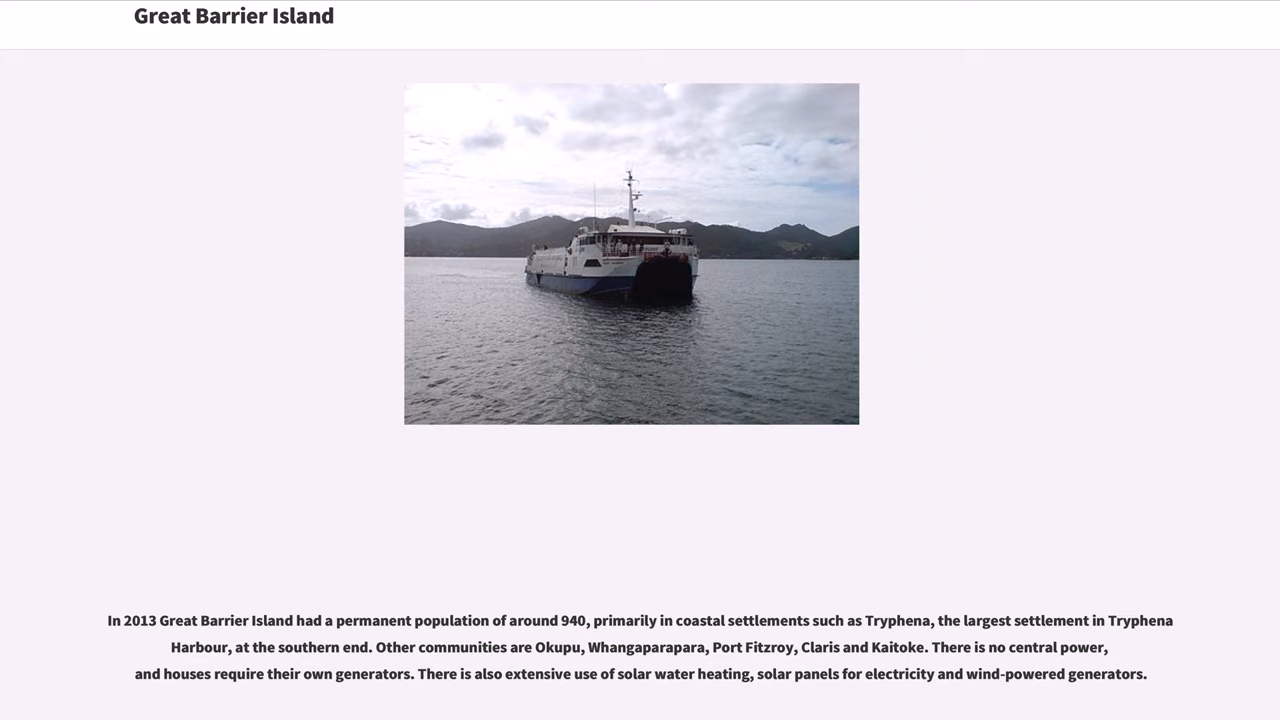 Great Barrier Island
In 2013 Great Barrier Island had a permanent population of around 940, primarily in coastal settlements such as Tryphena, the largest settlement in Tryphena
Harbour, at the southern end. Other communities are Okupu, Whangaparapara, Port Fitzroy, Claris and Kaitoke. There is no central power,
and houses require their own generators. There is also extensive use of solar water heating, solar panels for electricity and wind-powered generators.